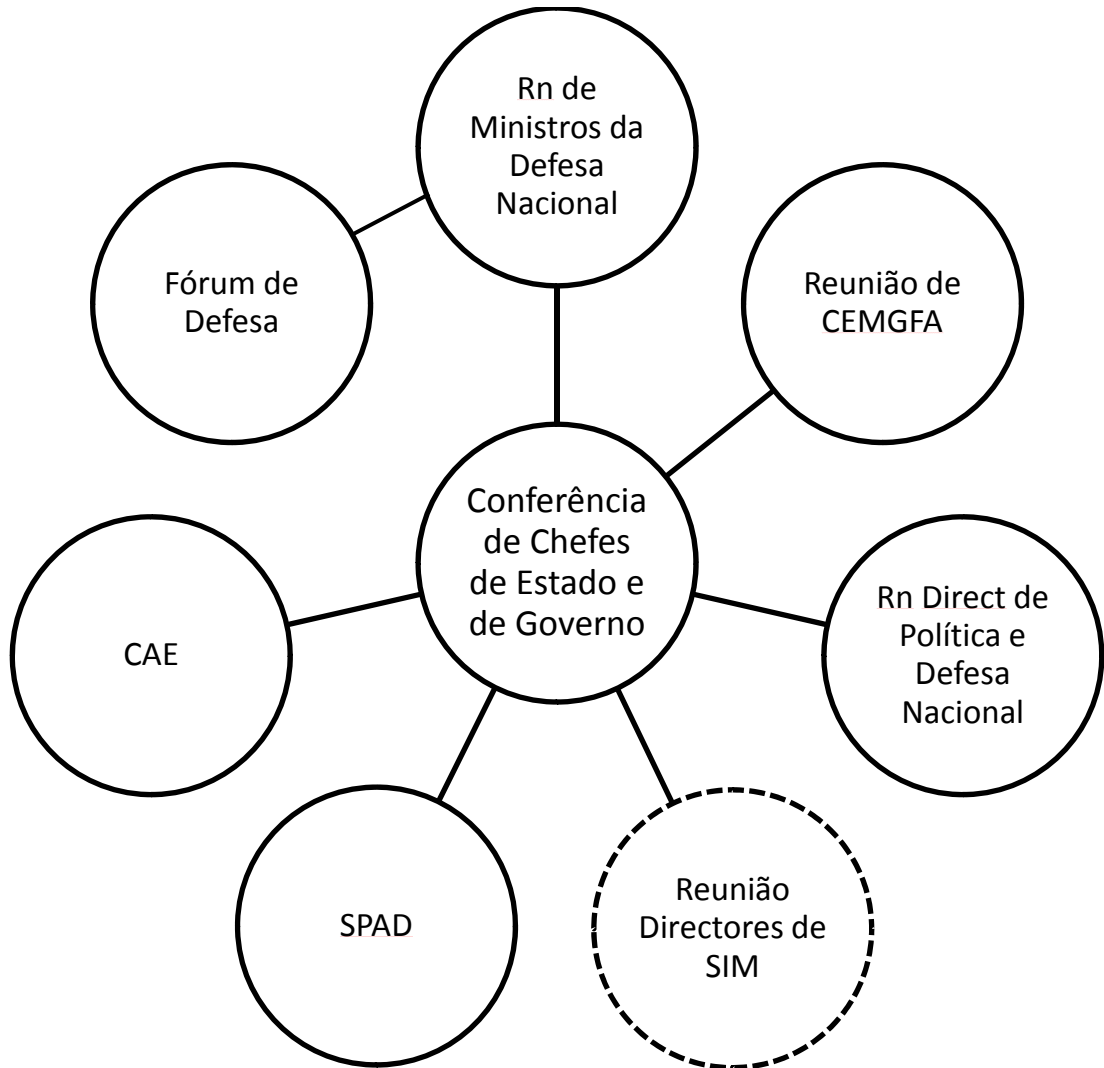 Rn de
Ministros da
Defesa
Nacional
Fórum de
Defesa
Reunião de
CEMGFA
Conferência
de Chefes
de Estado e
de Governo
Rn Direct de
Política e
Defesa
Nacional
CAE
SPAD
Reunião
Directores de
SIM